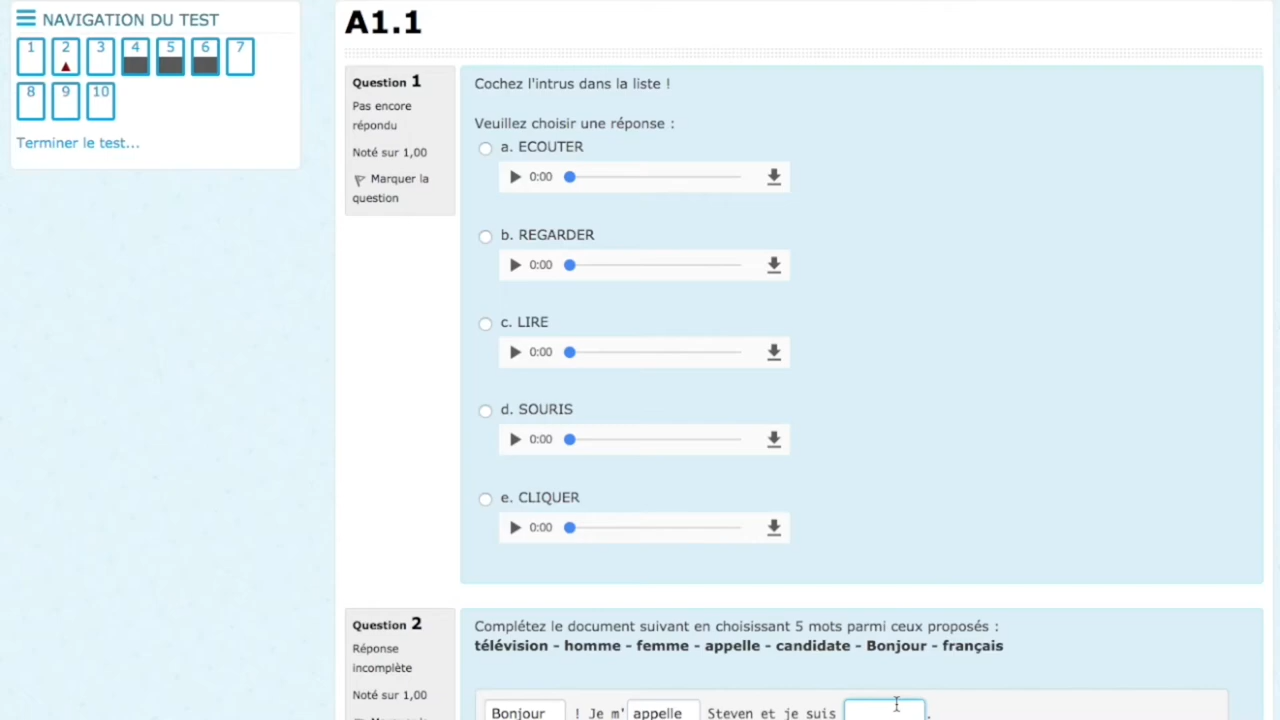 NAVIGATION DU TEST
1 2 3 4 5 6 7
8 9 10
Terminer le test...
A1.1
Question 1
Pas encore
répondu
Noté sur 1,00
Marquer la
question
Cochez l'intrus dans la liste !
Veuillez choisir une réponse :
a. ECOUTER
0:00
b. REGARDER
0:00
c. LIRE
0:00
d. SOURIS
0:00
e. CLIQUER
0:00
Question 2
Réponse
incomplète
Noté sur 1,00
Complétez le document suivant en choisissant 5 mots parmi ceux proposés :
télévision - homme - femme - appelle - candidate - Bonjour - français
Bonjour ! Je m' appelle Steven et je suis .